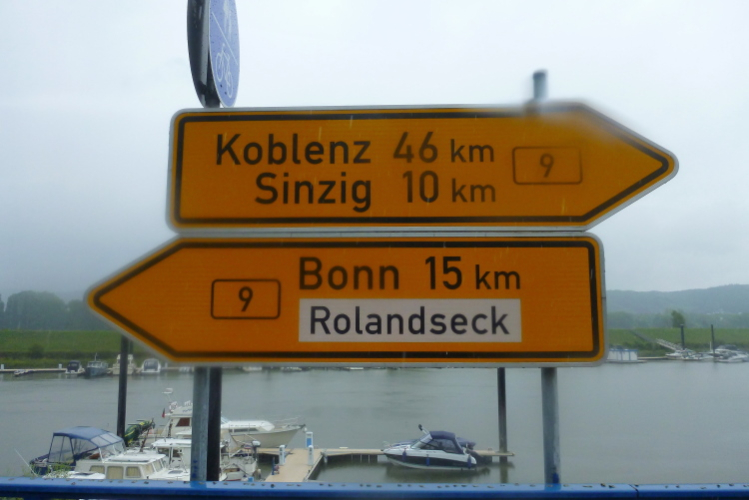 Koblenz 46 km
Sinzig 10 km
9
Bonn 15 km
9
Rolandseck